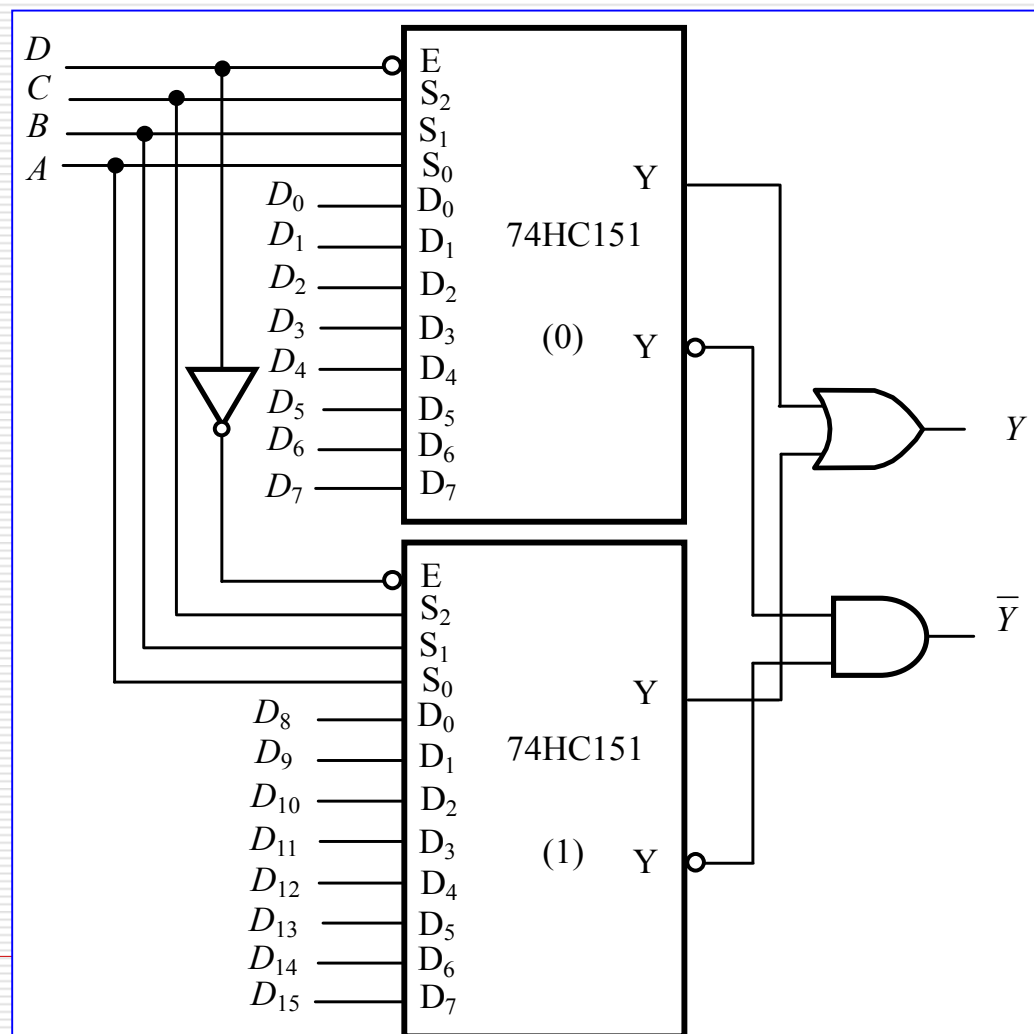 D
C
B
A
E
S₂
S₁
S₀
D₀ D₀
D₁ D₁
D₂ D₂
D₃ D₃
D₄ D₄
D₅ D₅
D₆ D₆
D₇ D₇
Y
74HC151
(0)
Y
Y
E
S₂
S₁
S₀
D₈ D₀
D₉ D₁
D₁₀ D₂
D₁₁ D₃
D₁₂ D₄
D₁₃ D₅
D₁₄ D₆
D₁₅ D₇
Y
74HC151
(1)
Y
Y̅